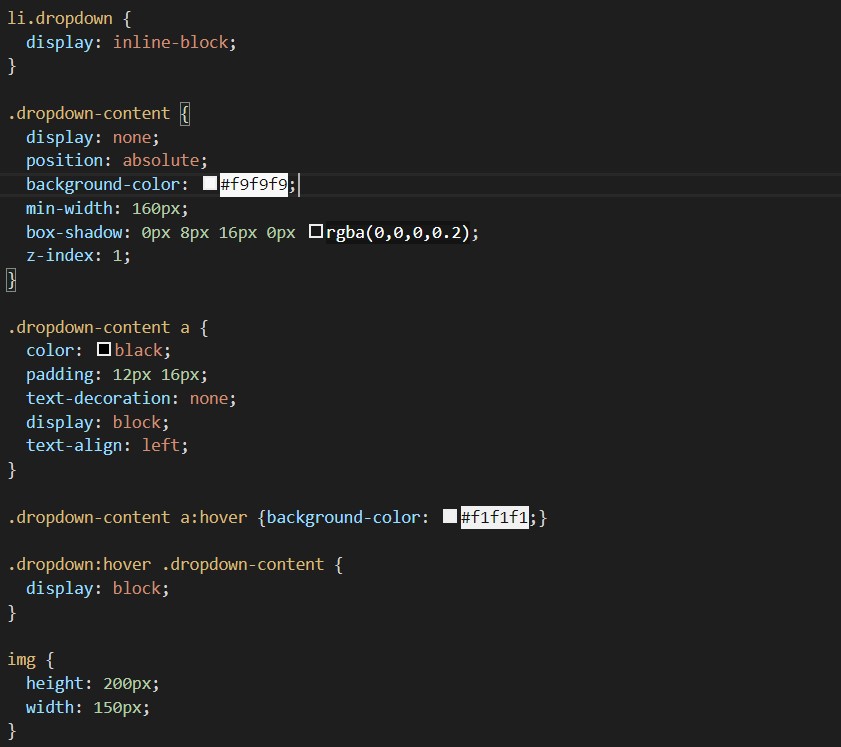 li.dropdown {
  display: inline-block;
}

.dropdown-content {
  display: none;
  position: absolute;
  background-color: #f9f9f9;
  min-width: 160px;
  box-shadow: 0px 8px 16px 0px rgba(0,0,0,0.2);
  z-index: 1;
}

.dropdown-content a {
  color: black;
  padding: 12px 16px;
  text-decoration: none;
  display: block;
  text-align: left;
}

.dropdown-content a:hover {background-color: #f1f1f1;}

.dropdown:hover .dropdown-content {
  display: block;
}

img {
  height: 200px;
  width: 150px;
}